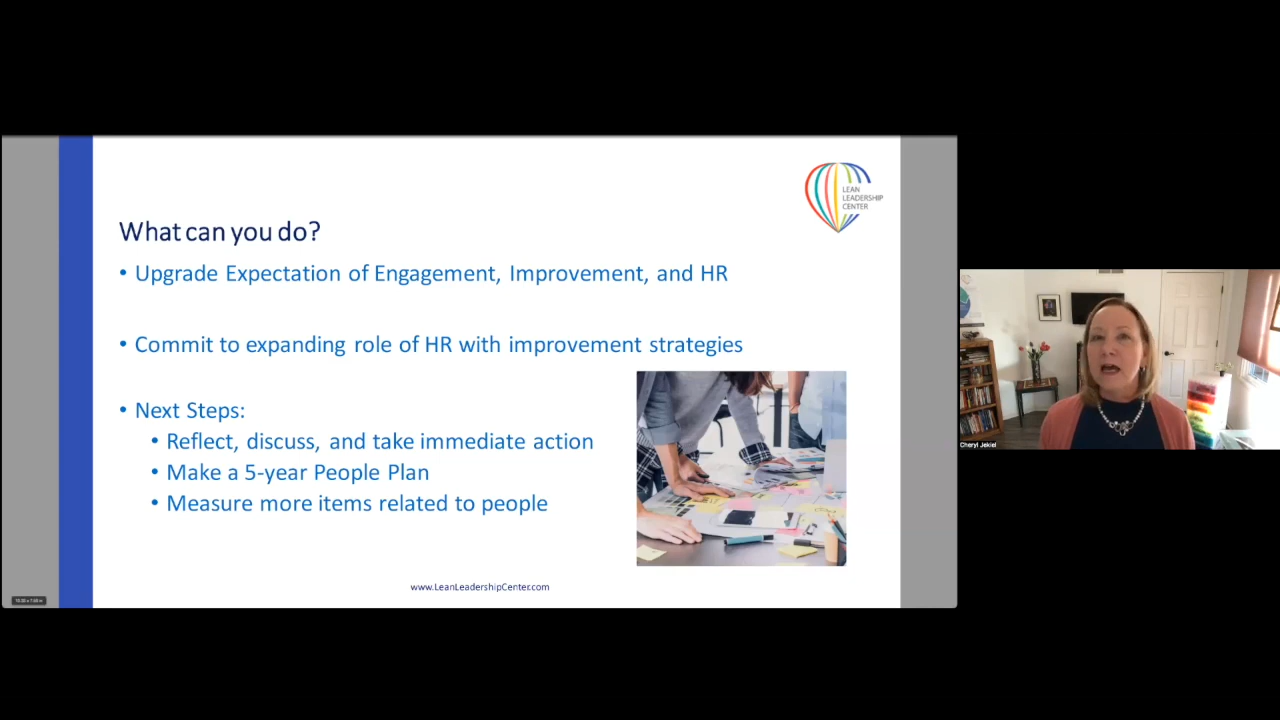 LEAN
LEADERSHIP
CENTER
What can you do?
• Upgrade Expectation of Engagement, Improvement, and HR
• Commit to expanding role of HR with improvement strategies
• Next Steps:
• Reflect, discuss, and take immediate action
• Make a 5-year People Plan
• Measure more items related to people
www.LeanLeadershipCenter.com
Cheryl Jekiel